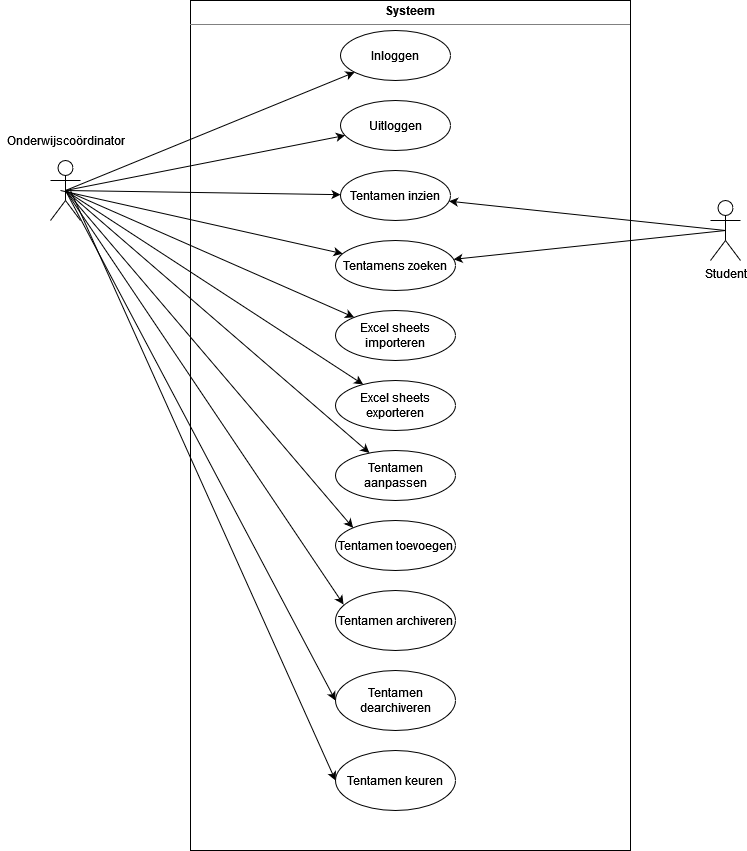 Systeem
Inloggen
Uitloggen
Onderwijscoördinator
Tentamen inzien
Tentamens zoeken
Student
Excel sheets
importeren
Excel sheets
exporteren
Tentamen
aanpassen
Tentamen toevoegen
Tentamen archiveren
Tentamen
dearchiveren
Tentamen keuren